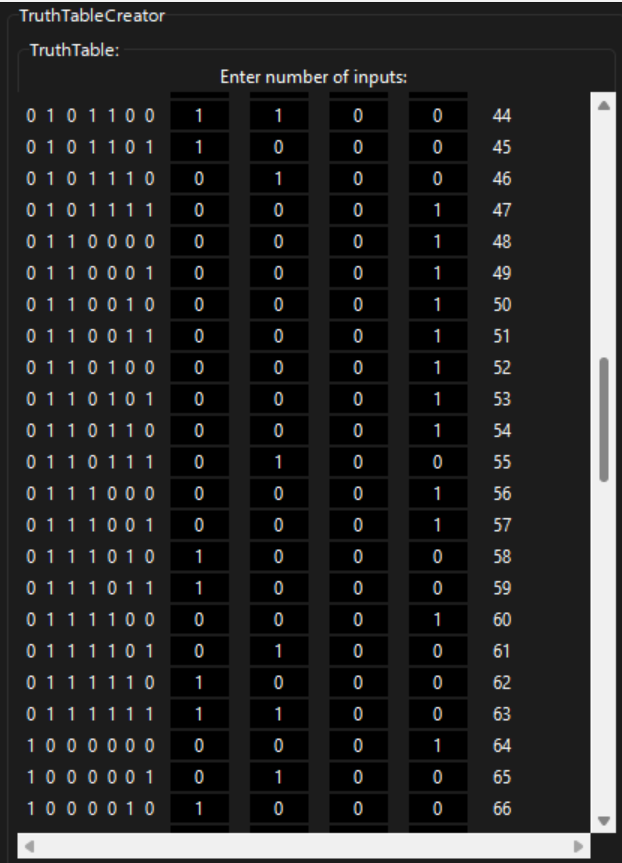 TruthTableCreator
TruthTable:
Enter number of inputs:
0 1 0 1 1 0 0 1 1 0 0 44
0 1 0 1 1 0 1 1 0 0 0 45
0 1 0 1 1 1 0 0 1 0 0 46
0 1 0 1 1 1 1 0 0 0 1 47
0 1 1 0 0 0 0 0 0 0 1 48
0 1 1 0 0 0 1 0 0 0 1 49
0 1 1 0 0 1 0 0 0 0 1 50
0 1 1 0 0 1 1 0 0 0 1 51
0 1 1 0 1 0 0 0 0 0 1 52
0 1 1 0 1 0 1 0 0 0 1 53
0 1 1 0 1 1 0 0 0 0 1 54
0 1 1 0 1 1 1 0 1 0 0 55
0 1 1 1 0 0 0 0 0 0 1 56
0 1 1 1 0 0 1 0 0 0 1 57
0 1 1 1 0 1 0 1 0 0 0 58
0 1 1 1 0 1 1 1 0 0 0 59
0 1 1 1 1 0 0 0 0 0 1 60
0 1 1 1 1 0 1 0 1 0 0 61
0 1 1 1 1 1 0 1 0 0 0 62
0 1 1 1 1 1 1 1 1 0 0 63
1 0 0 0 0 0 0 0 0 0 1 64
1 0 0 0 0 0 1 0 1 0 0 65
1 0 0 0 0 1 0 1 0 0 0 66